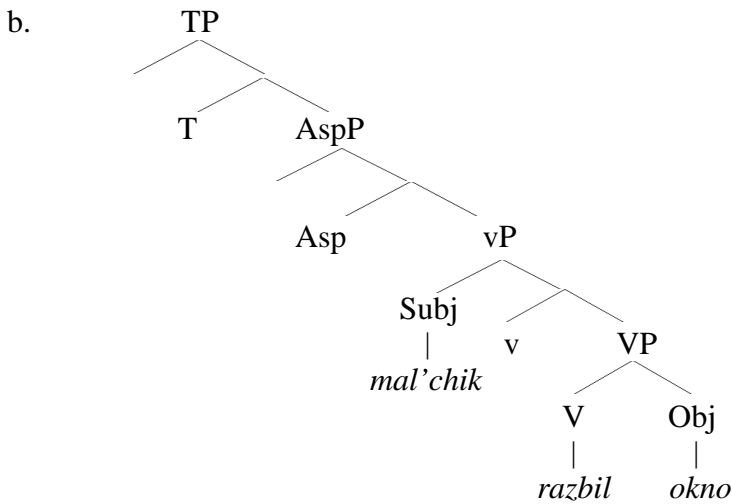 b. TP
T AspP
Asp vP
Subj v VP
mal’chik
V Obj
razbil okno